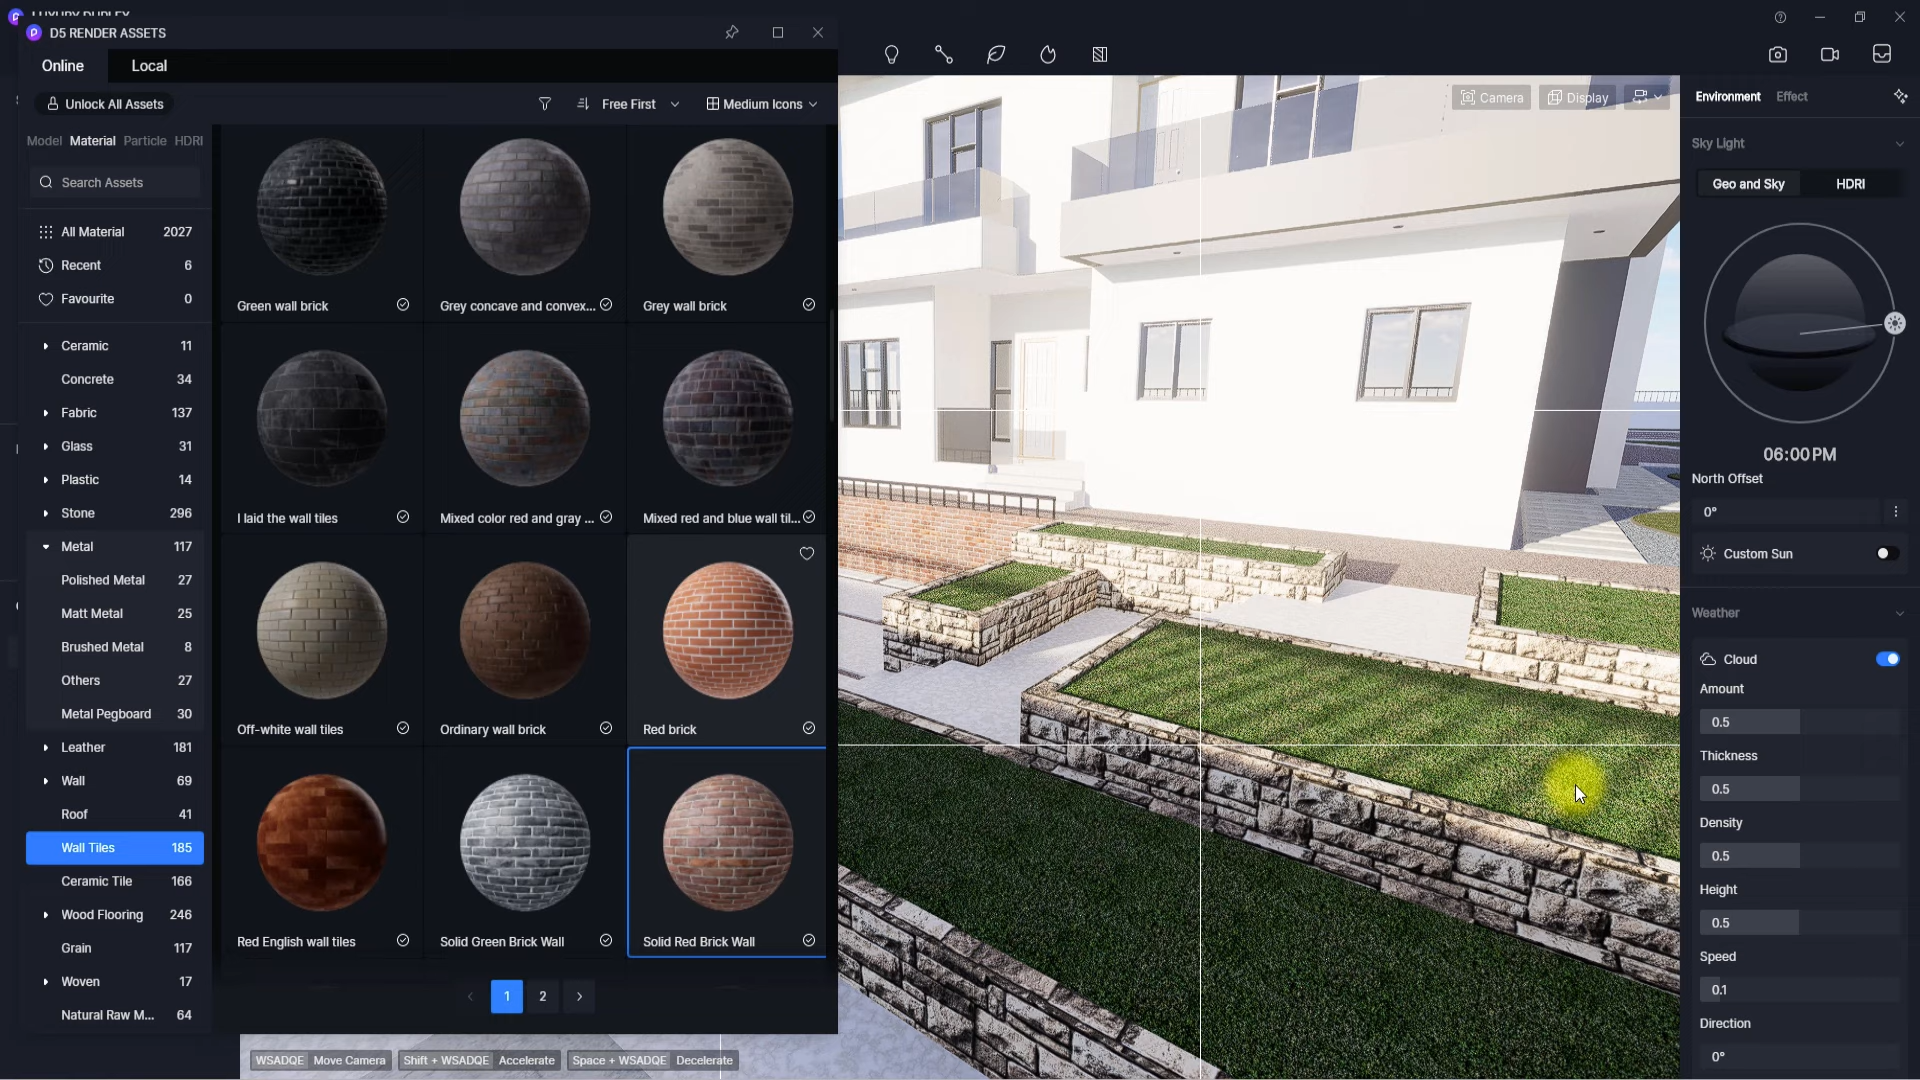 D5 RENDER ASSETS
Online
Local
Unlock All Assets
Free First
Medium Icons
Model Material Particle HDRI
Search Assets
All Material 2027
Recent 6
Favourite 0
Ceramic 11
Concrete 34
Fabric 137
Glass 31
Plastic 14
Stone 296
Metal 117
Polished Metal 27
Matt Metal 25
Brushed Metal 8
Others 27
Metal Pegboard 30
Leather 181
Wall 69
Roof 41
Wall Tiles 185
Ceramic Tile 166
Wood Flooring 246
Grain 117
Woven 17
Natural Raw M... 64
Green wall brick
Grey concave and convex...
Grey wall brick
I laid the wall tiles
Mixed color red and gray ...
Mixed red and blue wall til...
Off-white wall tiles
Ordinary wall brick
Red brick
Red English wall tiles
Solid Green Brick Wall
Solid Red Brick Wall
1
2
WSADQE Move Camera
Shift + WSADQE Accelerate
Space + WSADQE Decelerate
Camera
Display
Environment
Effect
Sky Light
Geo and Sky
HDRI
06:00PM
North Offset
0°
Custom Sun
Weather
Cloud
Amount
0.5
Thickness
0.5
Density
0.5
Height
0.5
Speed
0.1
Direction
0°